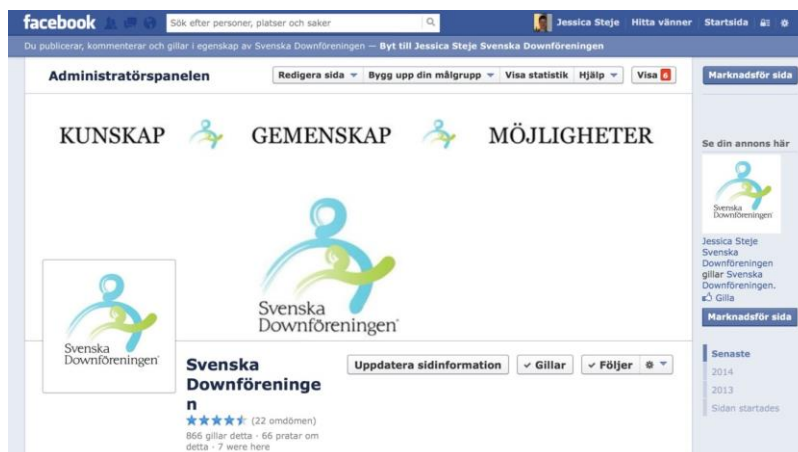 facebook
Sök efter personer, platser och saker
Jessica Steje Hitta vänner Startsida
Du publicerar, kommenterar och gillar i egenskap av Svenska Downföreningen — Byt till Jessica Steje Svenska Downföreningen
Administratörspanelen
Redigera sida Bygg upp din målgrupp Visa statistik Hjälp Visa 6
Marknadsför sida
KUNSKAP GEMENSKAP MÖJLIGHETER
Svenska
Downföreningen
Svenska
Downföreningen
Svenska
Downföreninge
n
(22 omdömen)
866 gillar detta · 66 pratar om
detta · 7 were here
Uppdatera sidinformation Gillar Följer
Se din annons här
Svenska
Downföreningen
Jessica Steje
Svenska
Downföreningen
gillar Svenska
Downföreningen.
Gilla
Marknadsför sida
Senaste
2014
2013
Sidan startades